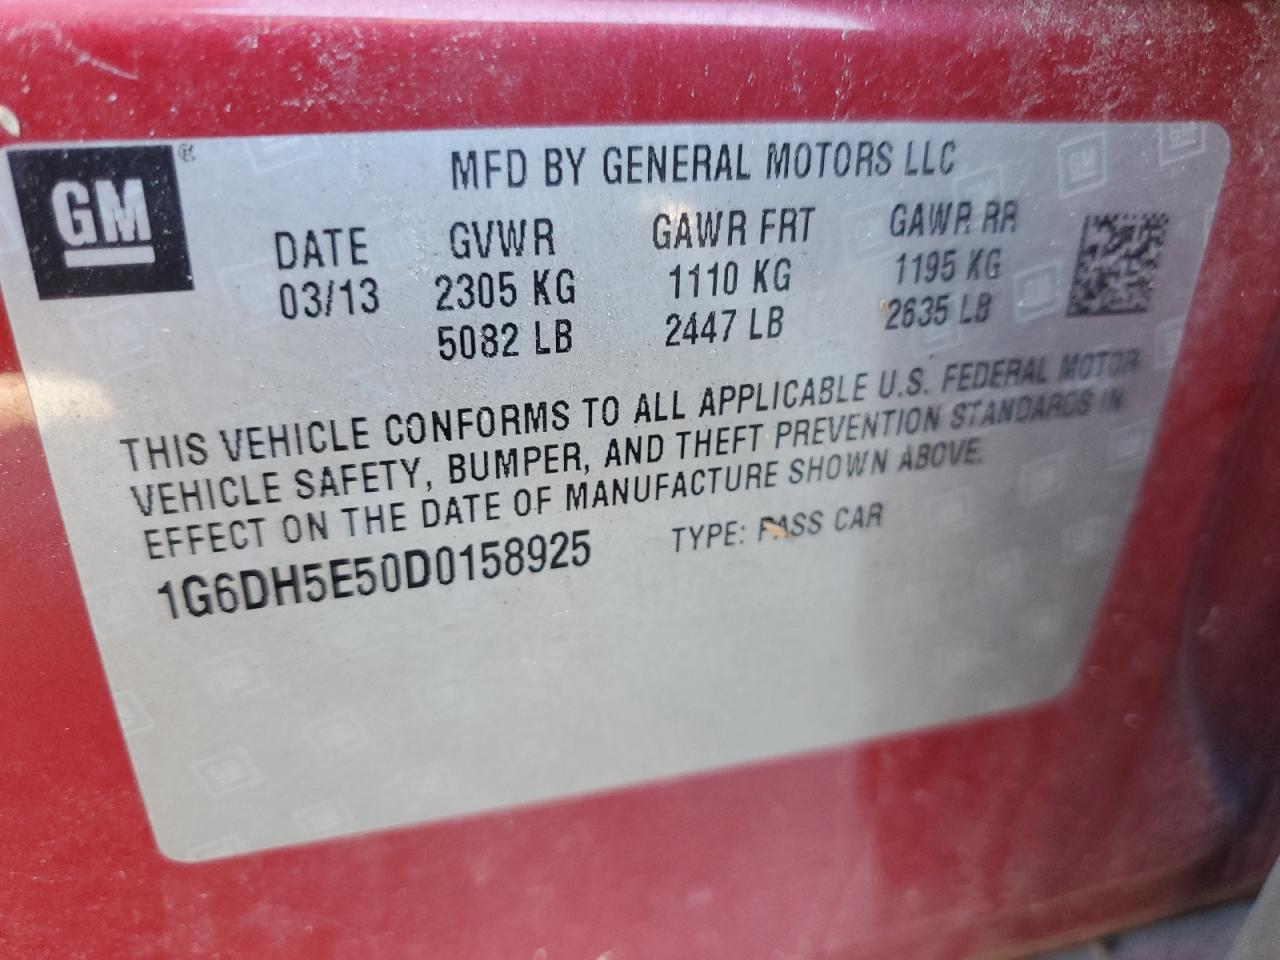 GM®
MFD BY GENERAL MOTORS LLC
DATE GVWR GAWR FRT GAWR RR
03/13 2305 KG 1110 KG 1195 KG
5082 LB 2447 LB 2635 LB
THIS VEHICLE CONFORMS TO ALL APPLICABLE U.S. FEDERAL MOTOR
VEHICLE SAFETY, BUMPER, AND THEFT PREVENTION STANDARDS IN
EFFECT ON THE DATE OF MANUFACTURE SHOWN ABOVE.
1G6DH5E50D0158925 TYPE: PASS CAR